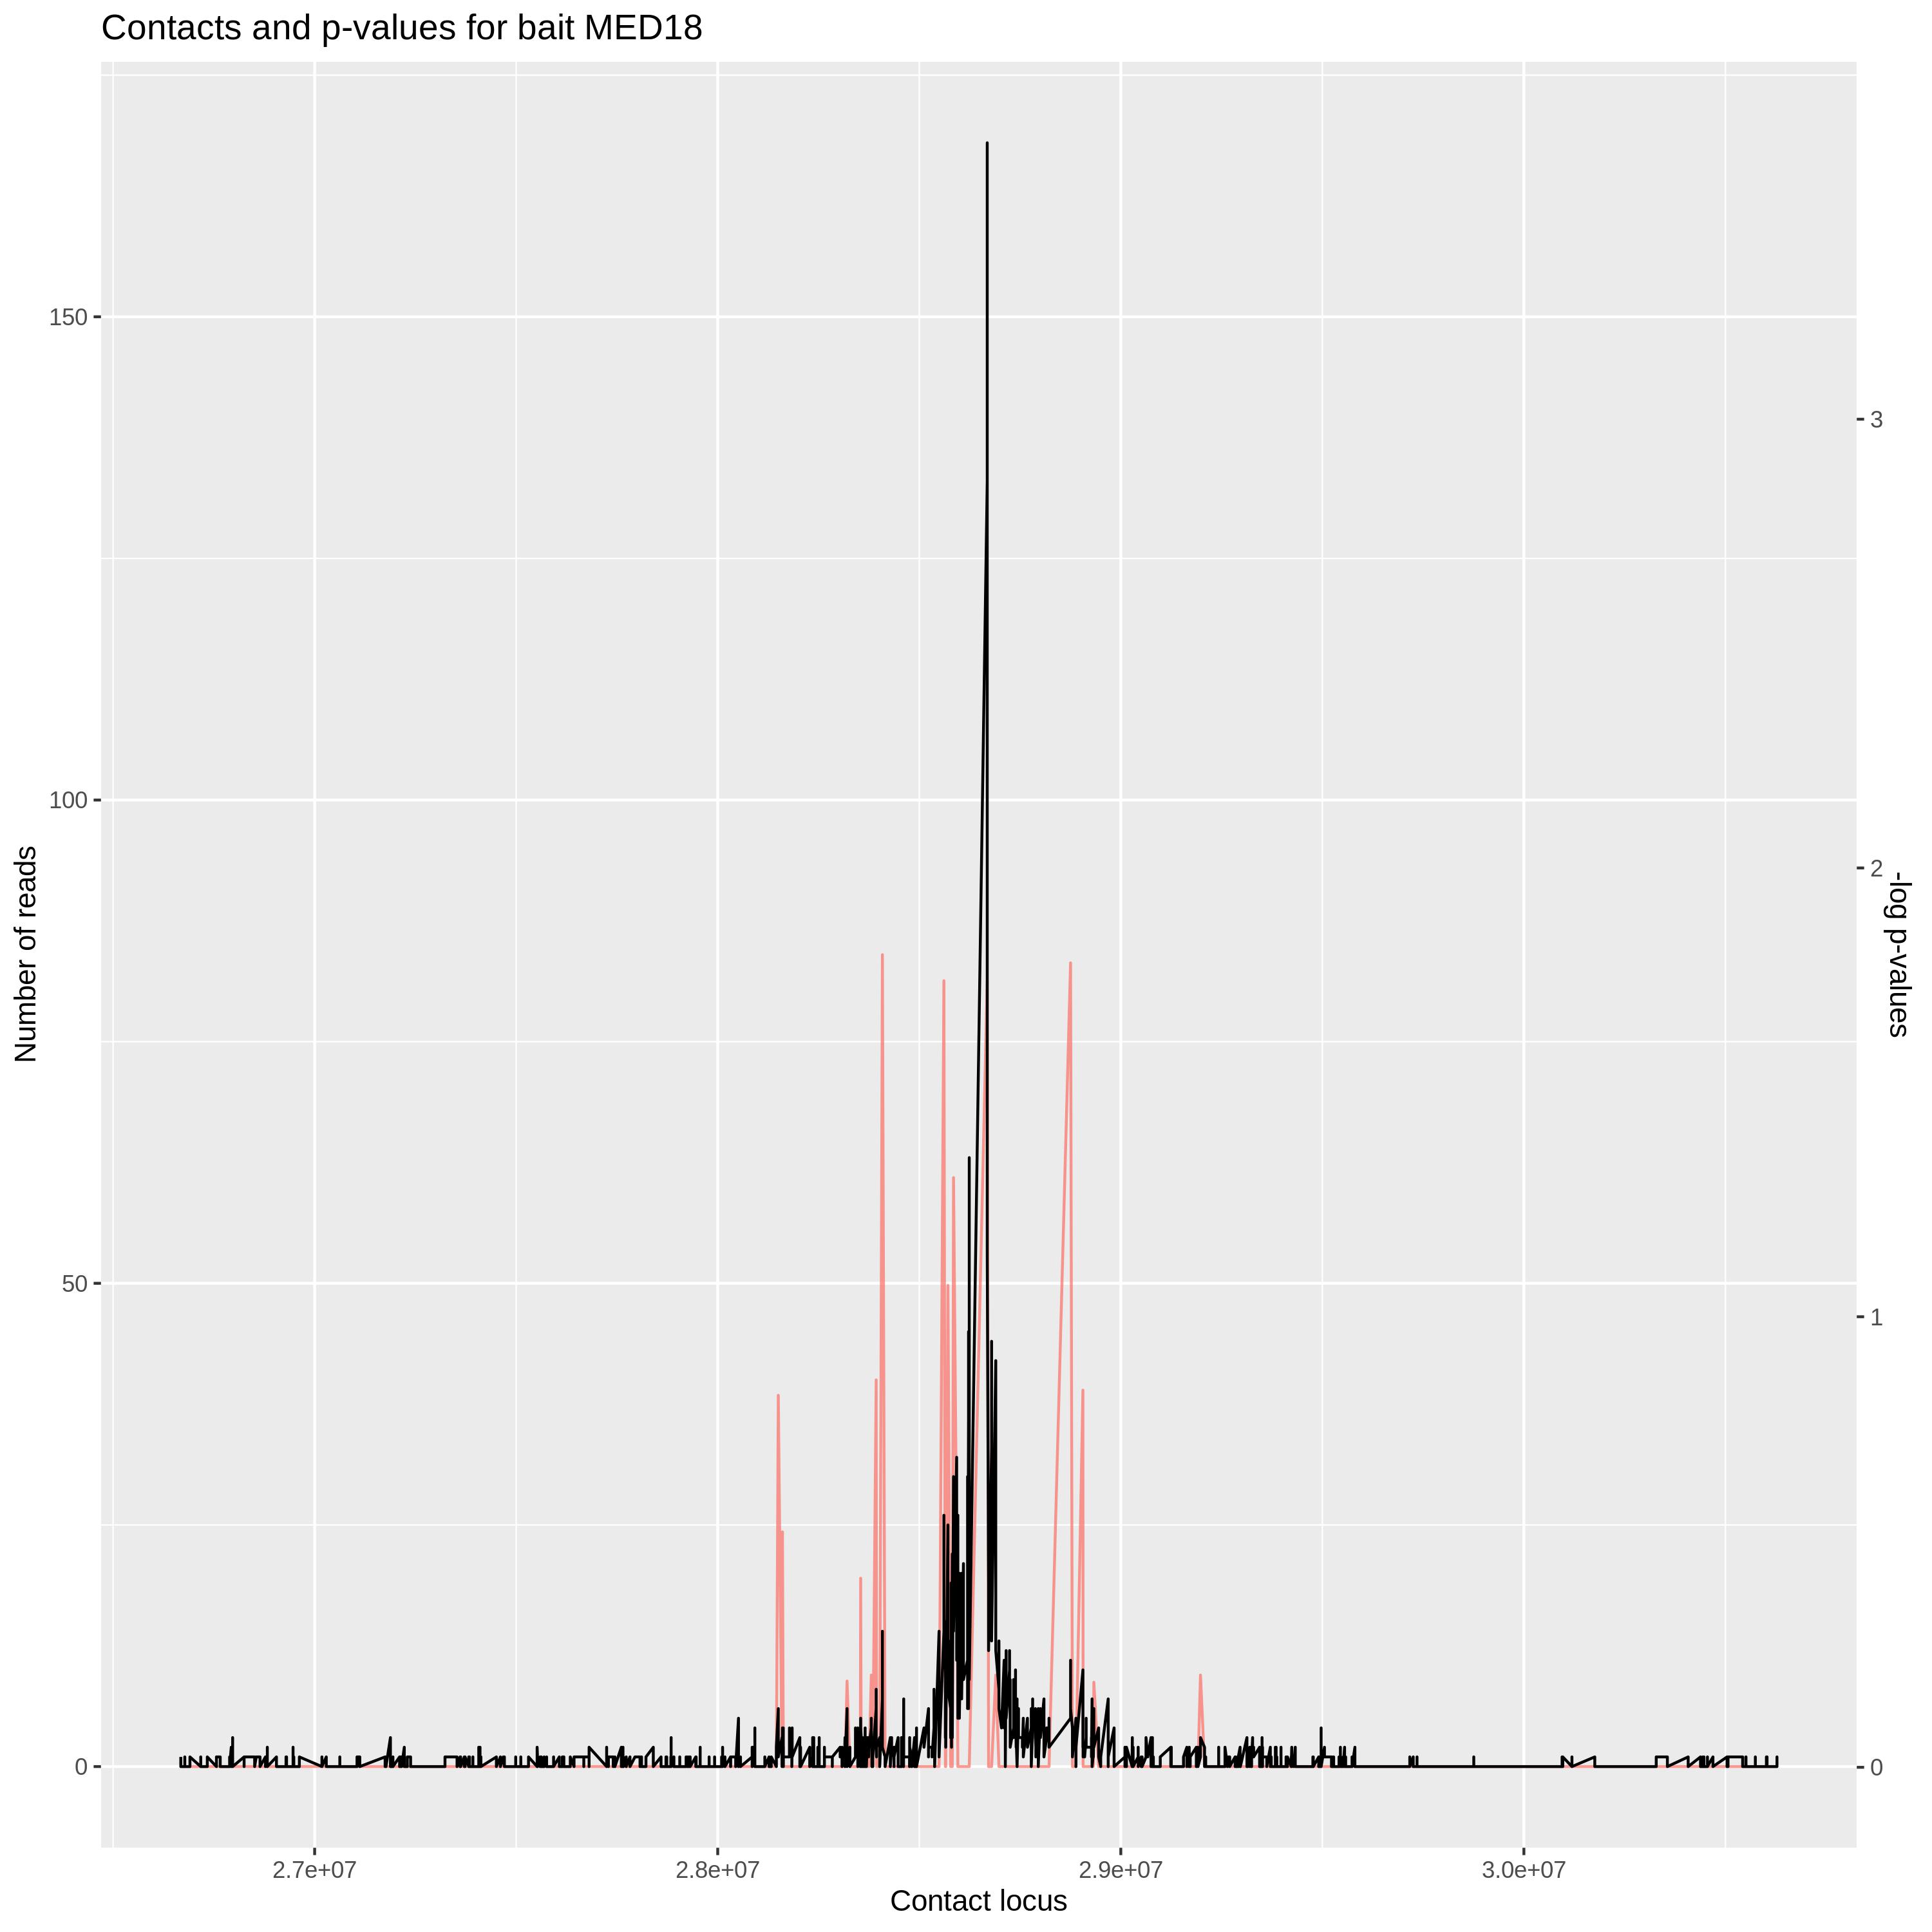 Contacts and p-values for bait MED18
150
100
50
0
3
2
1
0
Number of reads
-log p-values
2.7e+07 2.8e+07 2.9e+07 3.0e+07
Contact locus